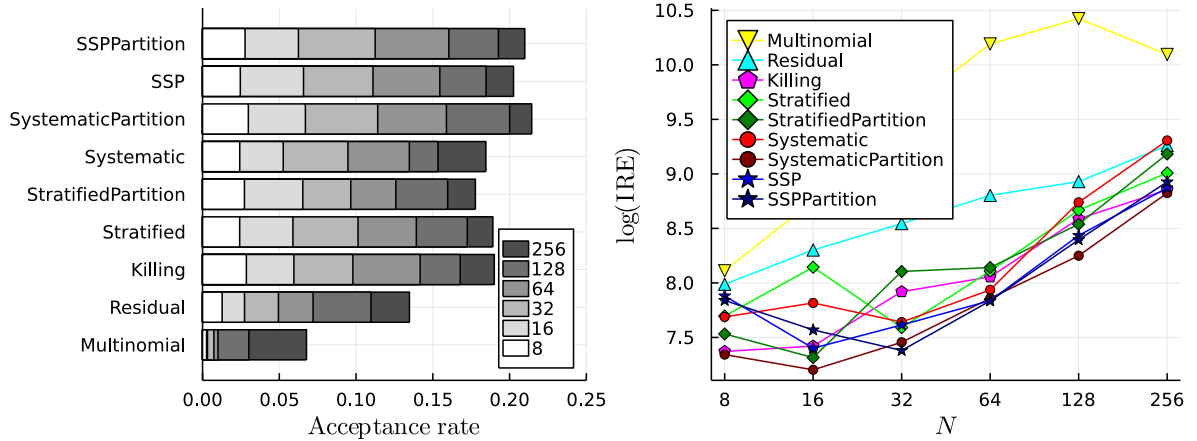 SSPPartition
SSP
SystematicPartition
Systematic
StratifiedPartition
Stratified
Killing
Residual
Multinomial
256
128
64
32
16
8
0.00 0.05 0.10 0.15 0.20 0.25
Acceptance rate
10.5
10.0
9.5
9.0
8.5
8.0
7.5
log(IRE)
Multinomial
Residual
Killing
Stratified
StratifiedPartition
Systematic
SystematicPartition
SSP
SSPPartition
8 16 32 64 128 256
N